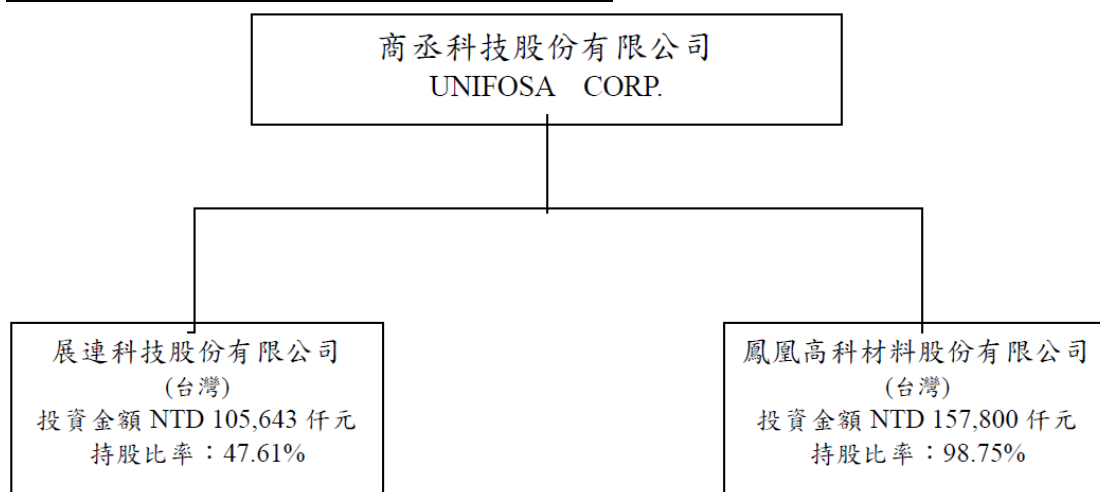 商丞科技股份有限公司
UNIFOSA CORP.
展連科技股份有限公司
(台灣)
投資金額 NTD 105,643 仟元
持股比率：47.61%
鳳凰高科材料股份有限公司
(台灣)
投資金額 NTD 157,800 仟元
持股比率：98.75%